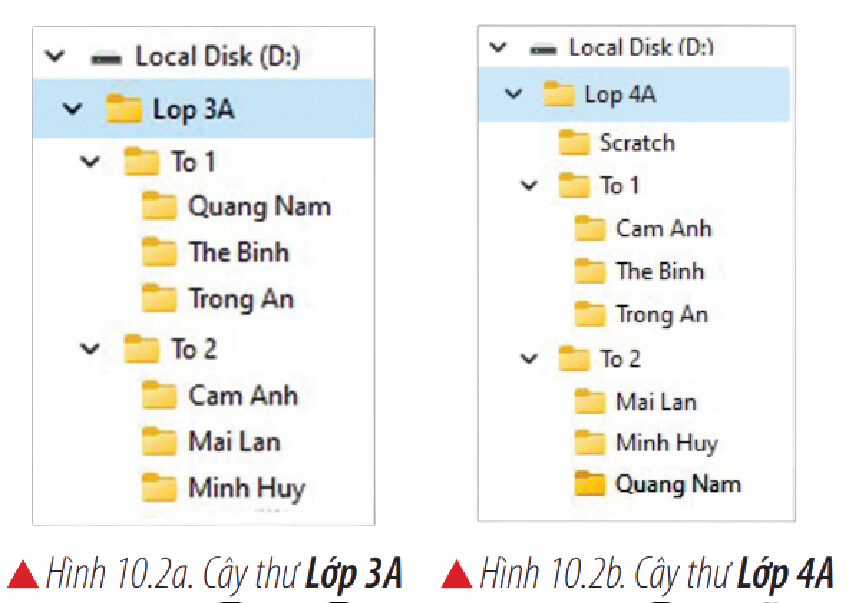 Local Disk (D:)
Lop 3A
To 1
Quang Nam
The Binh
Trong An
To 2
Cam Anh
Mai Lan
Minh Huy
Hình 10.2a. Cây thư Lớp 3A
Local Disk (D:)
Lop 4A
Scratch
To 1
Cam Anh
The Binh
Trong An
To 2
Mai Lan
Minh Huy
Quang Nam
Hình 10.2b. Cây thư Lớp 4A